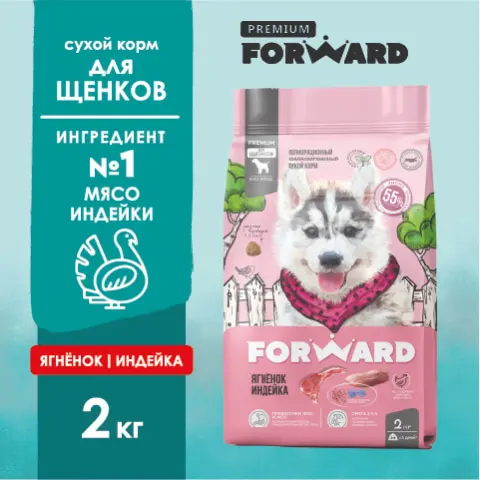 сухой корм
ДЛЯ
ЩЕНКОВ
ИНГРЕДИЕНТ
№1
МЯСО
ИНДЕЙКИ
ЯГНЁНОК | ИНДЕЙКА
2 кг
PREMIUM
FORWARD
PREMIUM
ПОЛНОРАЦИОННЫЙ
СУХОЙ КОРМ
55%
FORWARD
ЯГНЁНОК
ИНДЕЙКА
2 кг